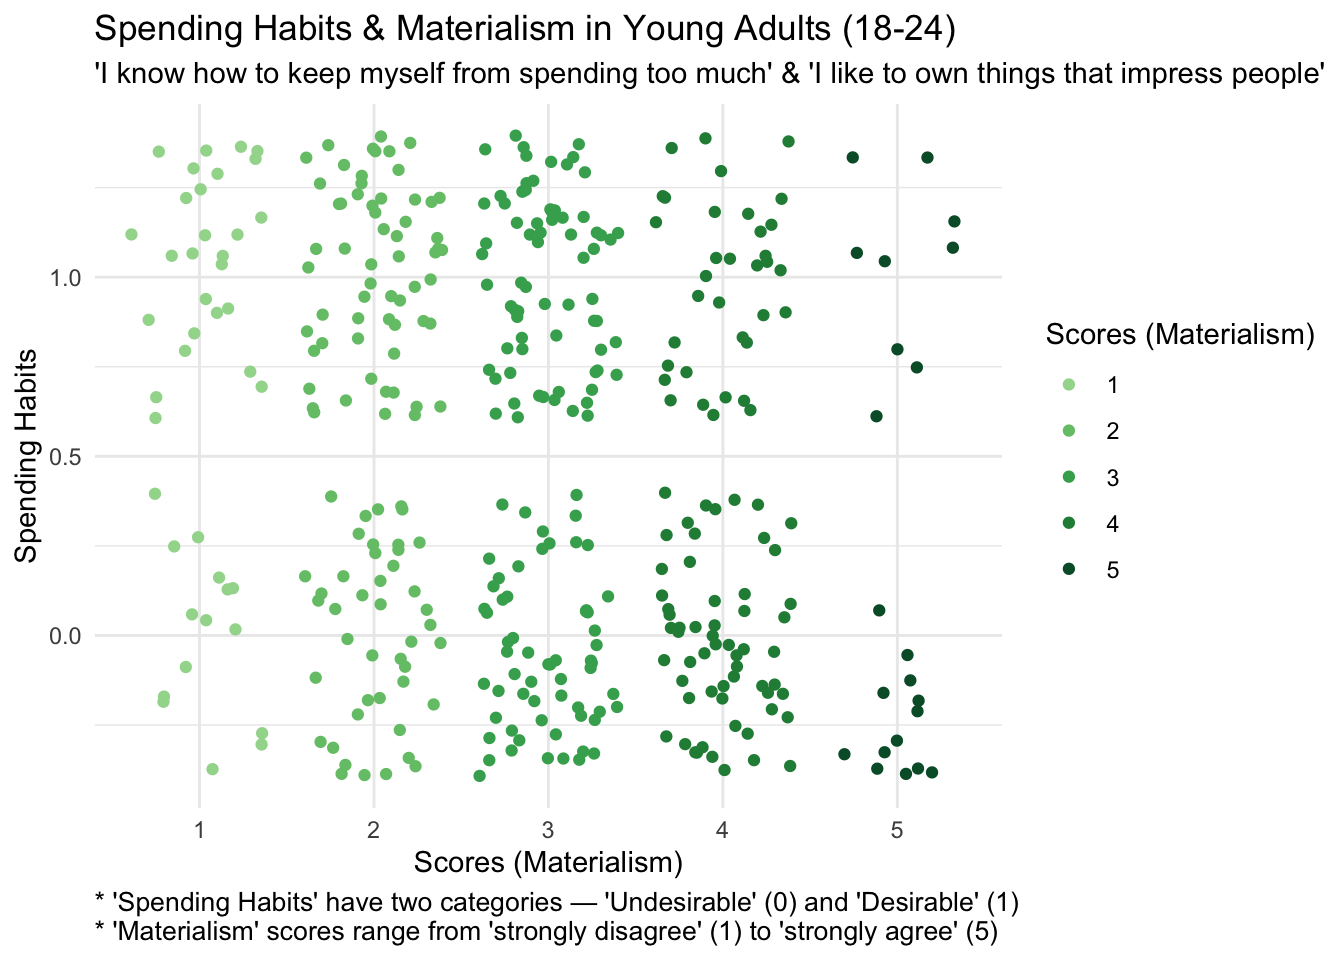 Spending Habits & Materialism in Young Adults (18-24)
'I know how to keep myself from spending too much' & 'I like to own things that impress people'
Spending Habits
1.0
0.5
0.0
1 2 3 4 5
Scores (Materialism)
Scores (Materialism)
1
2
3
4
5
* 'Spending Habits' have two categories — 'Undesirable' (0) and 'Desirable' (1)
* 'Materialism' scores range from 'strongly disagree' (1) to 'strongly agree' (5)